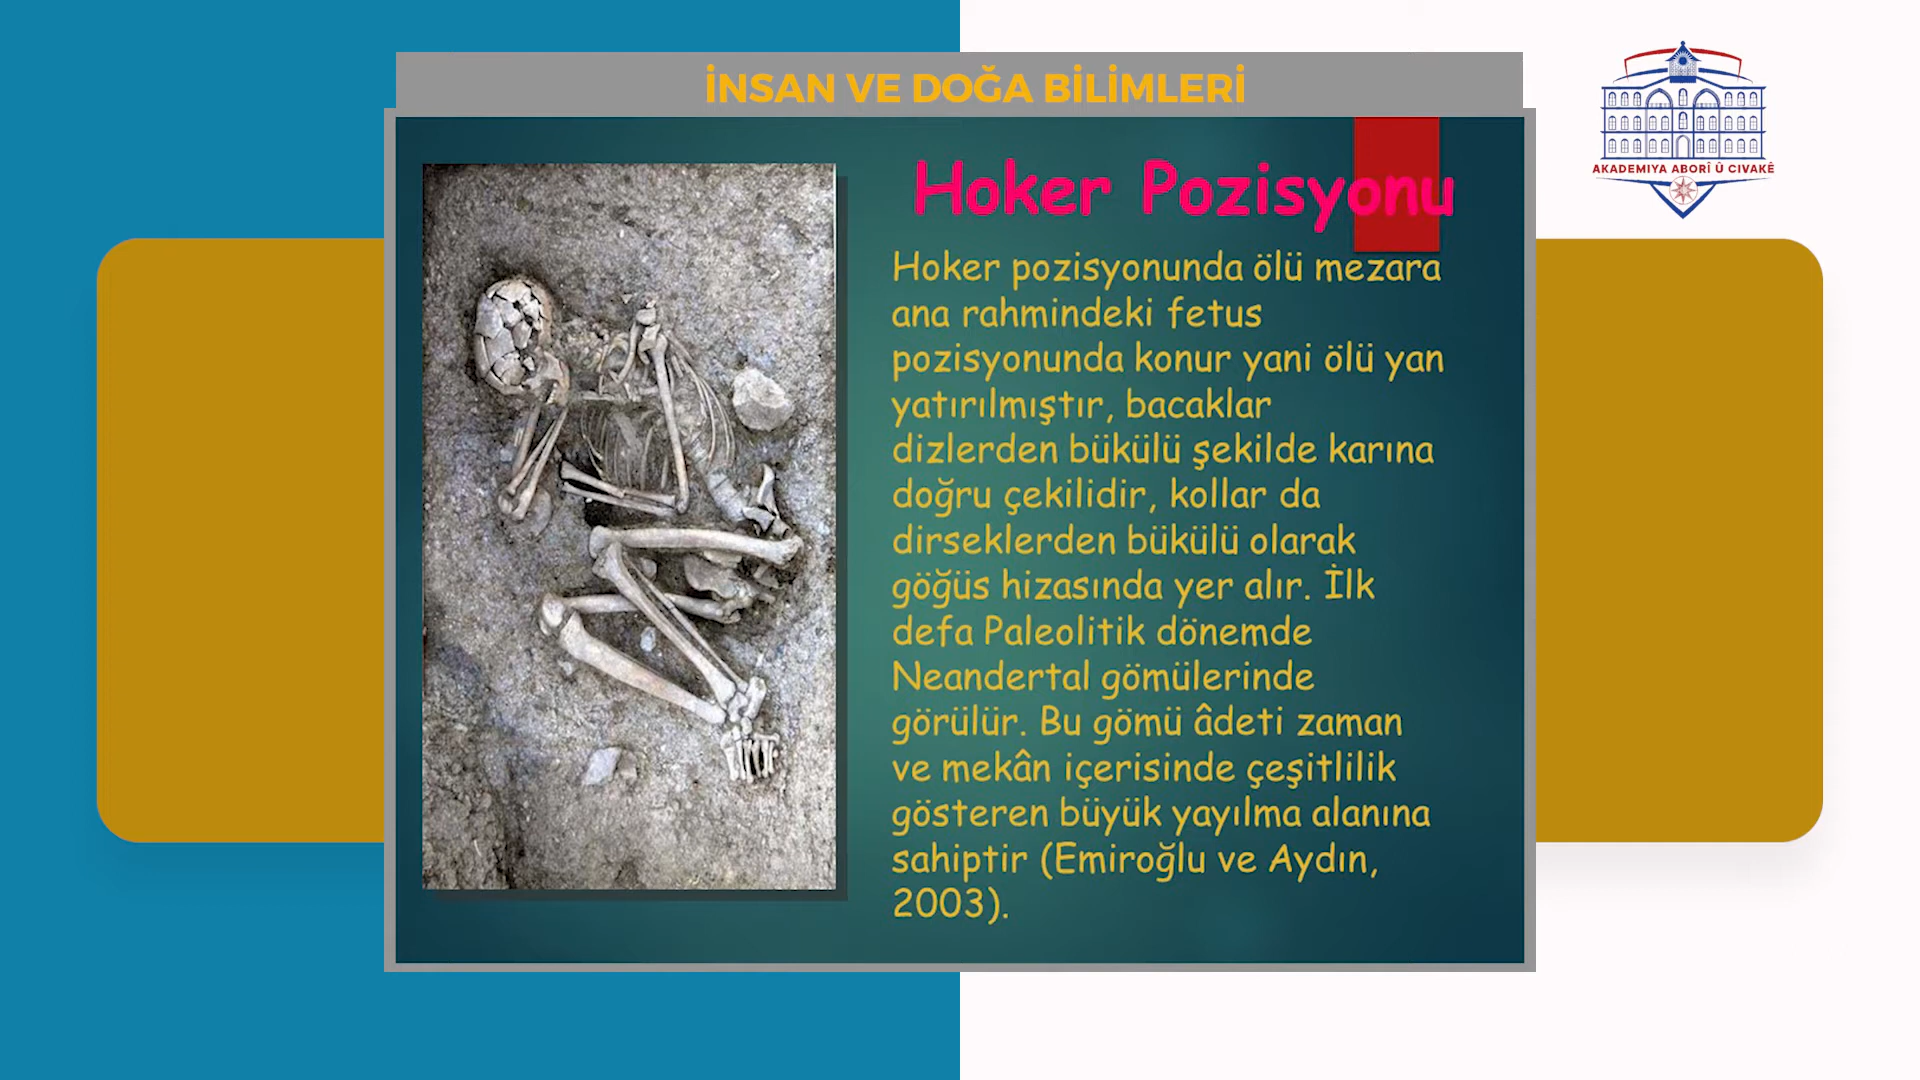 İNSAN VE DOĞA BİLİMLERİ
AKADEMIYA ABORÎ Û CIVAKÊ
Hoker Pozisyonu
Hoker pozisyonunda ölü mezara
ana rahmindeki fetus
pozisyonunda konur yani ölü yan
yatırılmıştır, bacaklar
dizlerden bükülü şekilde karına
doğru çekilidir, kollar da
dirseklerden bükülü olarak
göğüs hizasında yer alır. İlk
defa Paleolitik dönemde
Neandertal gömülerinde
görülür. Bu gömü âdeti zaman
ve mekân içerisinde çeşitlilik
gösteren büyük yayılma alanına
sahiptir (Emiroğlu ve Aydın,
2003).